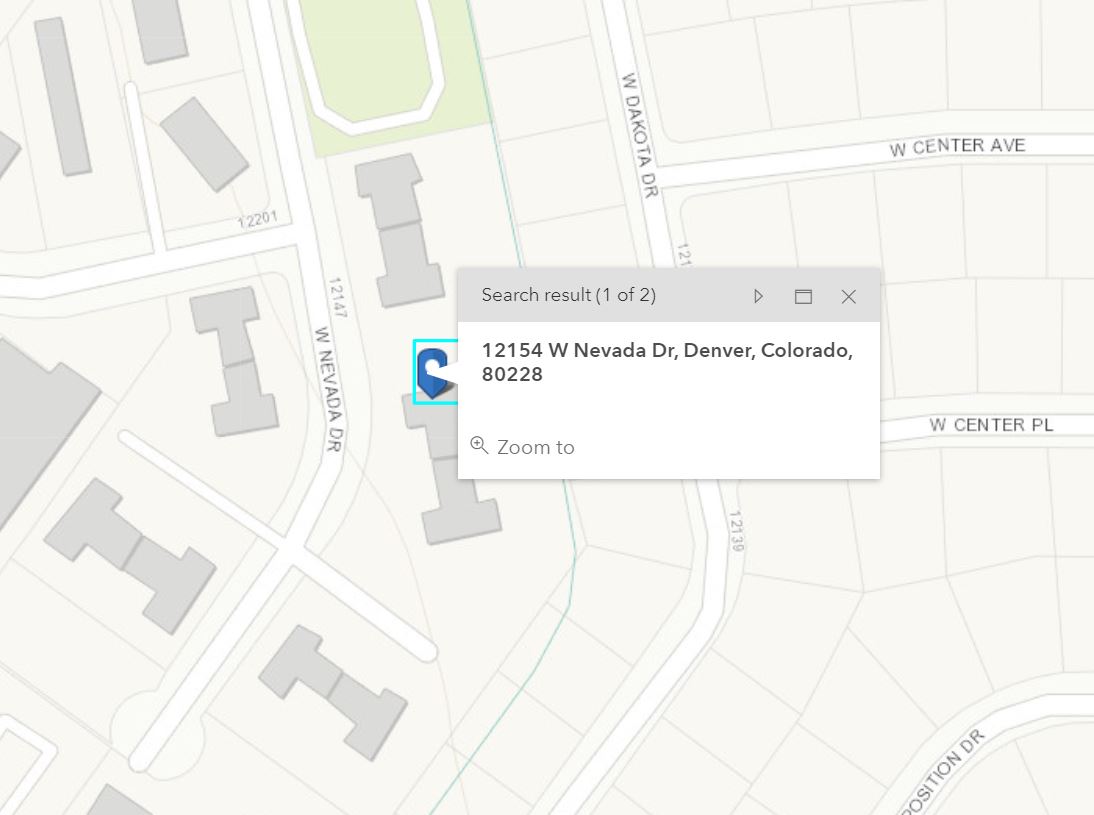 W DAKOTA DR
W CENTER AVE
12201
12147
Search result (1 of 2)
W NEVADA DR
12154 W Nevada Dr, Denver, Colorado,
80228
Zoom to
W CENTER PL
12139